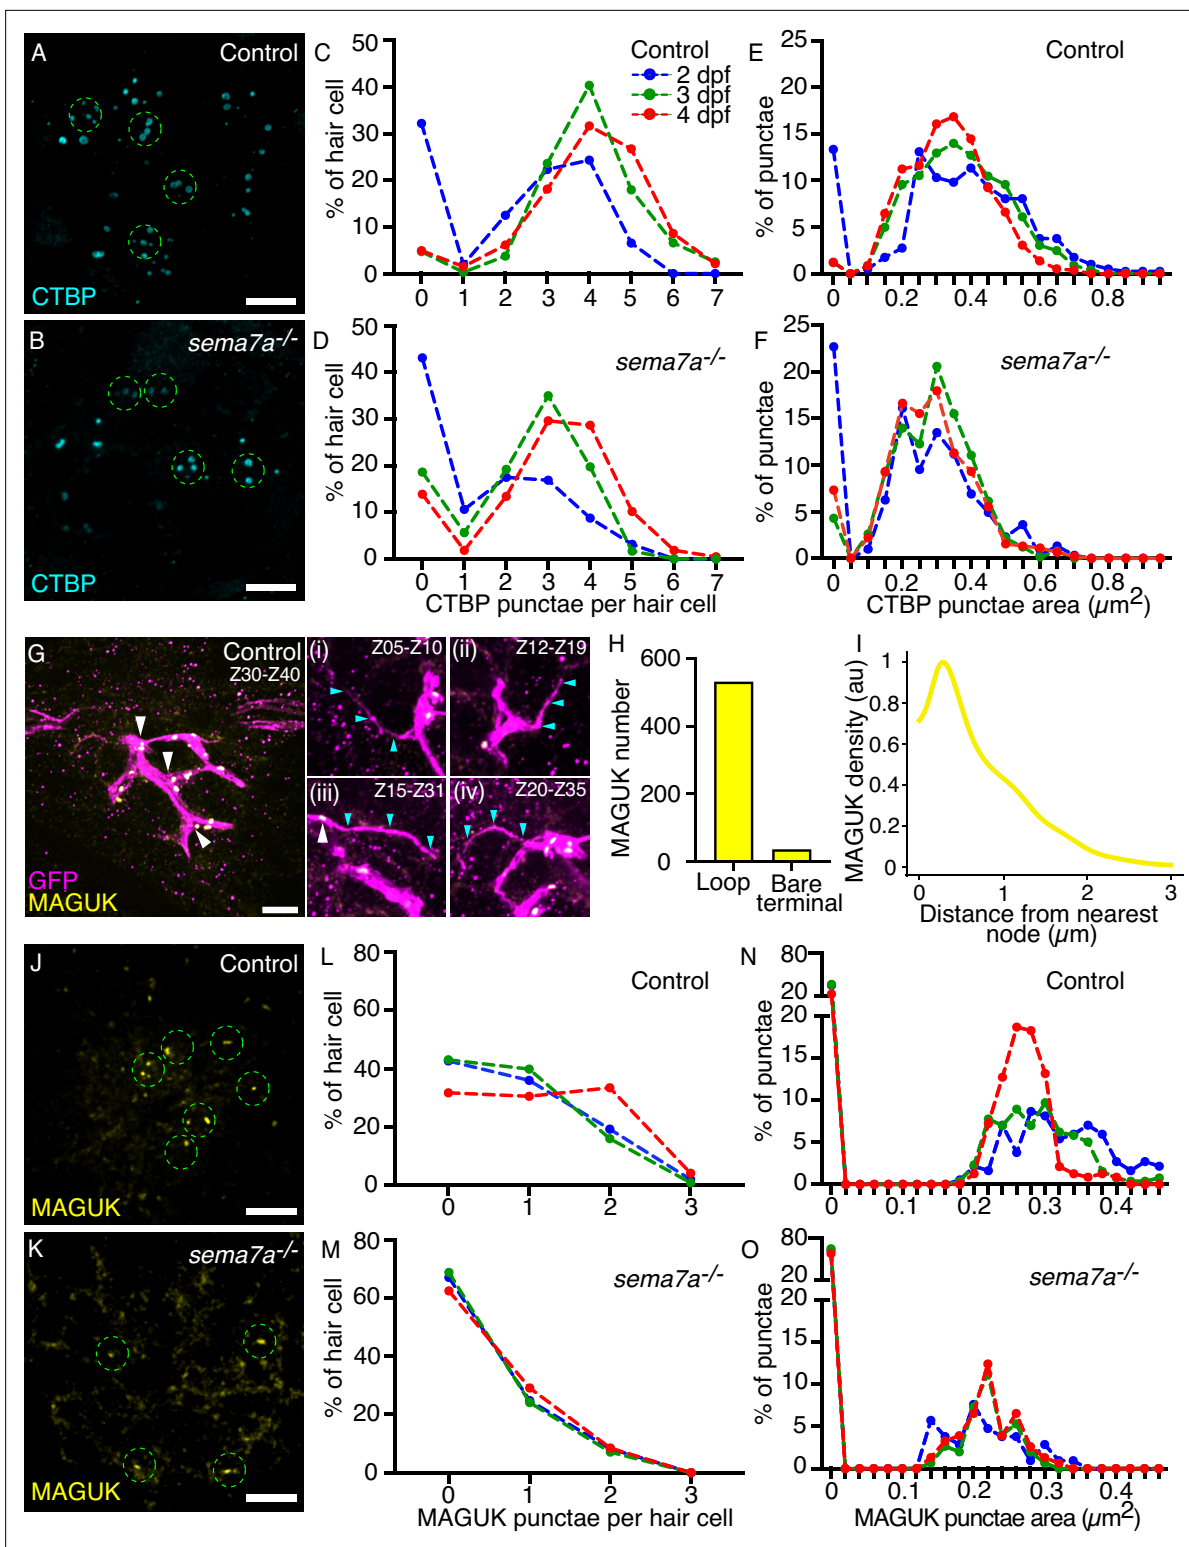 A
Control
CTBP
B
sema7a-/-
CTBP
C
Control
2 dpf
3 dpf
4 dpf
% of hair cell
50
40
30
20
10
0
0 1 2 3 4 5 6 7
D
sema7a-/-
% of hair cell
50
40
30
20
10
0
0 1 2 3 4 5 6 7
CTBP punctae per hair cell
E
Control
% of punctae
25
20
15
10
5
0
0 0.2 0.4 0.6 0.8
F
sema7a-/-
% of punctae
25
20
15
10
5
0
0 0.2 0.4 0.6 0.8
CTBP punctae area (µm2)
G
Control
Z30-Z40
GFP
MAGUK
(i)
Z05-Z10
(ii)
Z12-Z19
(iii)
Z15-Z31
(iv)
Z20-Z35
H
MAGUK number
600
400
200
0
Loop
Bare
terminal
I
MAGUK density (au)
1
0.8
0.6
0.4
0.2
0
0 1 2 3
Distance from nearest
node (µm)
J
Control
MAGUK
K
sema7a-/-
MAGUK
L
Control
% of hair cell
80
60
40
20
0
0 1 2 3
M
sema7a-/-
% of hair cell
80
60
40
20
0
0 1 2 3
MAGUK punctae per hair cell
N
Control
% of punctae
80
20
20
15
10
5
0
0 0.1 0.2 0.3 0.4
O
sema7a-/-
% of punctae
80
20
20
15
10
5
0
0 0.1 0.2 0.3 0.4
MAGUK punctae area (µm2)